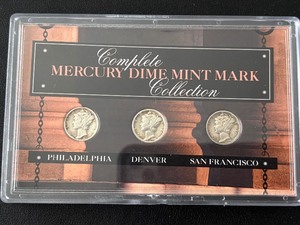 Complete
MERCURY DIME MINT MARK
Collection
PHILADELPHIA DENVER SAN FRANCISCO